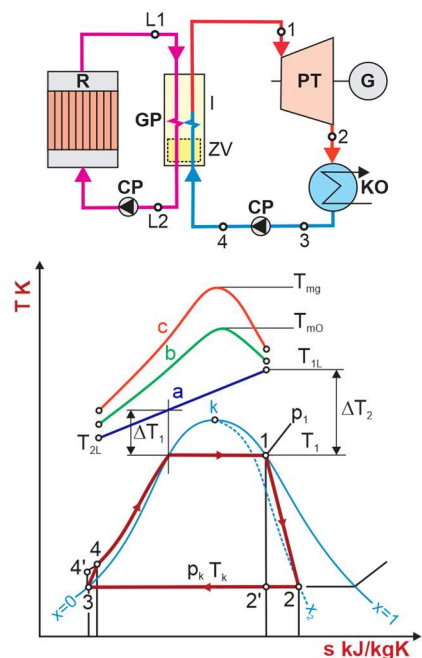 L1
1
R
I
PT
G
GP
2
ZV
KO
CP
CP
L2
4
3
T K
T_mg
c
T_mO
b
T_1L
a
k
p_1
ΔT_1
ΔT_2
T_2L
1
T_1
4
4'
p_k T_k
3
2'
2
x=0
x_2
x=1
s kJ/kgK